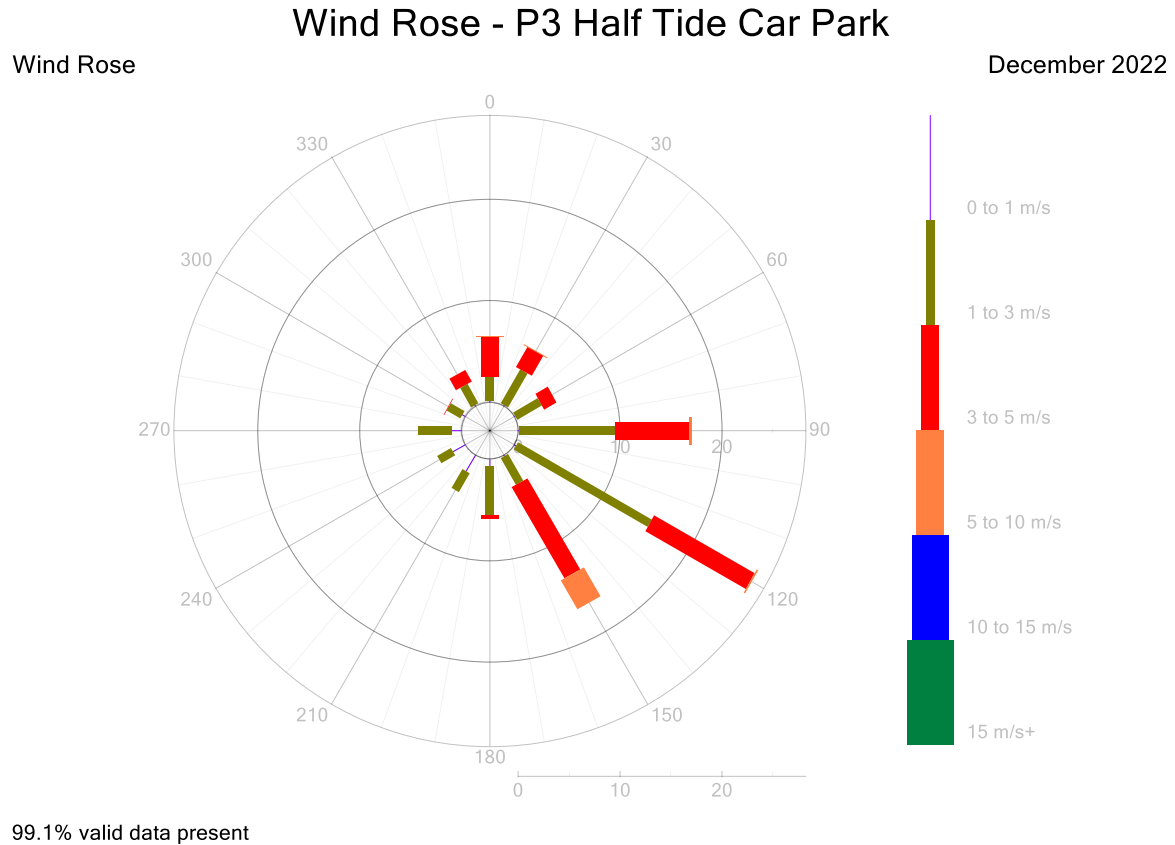 Wind Rose - P3 Half Tide Car Park
Wind Rose
December 2022
0
330
30
300
60
270
90
10
20
240
120
210
150
180
0 to 1 m/s
1 to 3 m/s
3 to 5 m/s
5 to 10 m/s
10 to 15 m/s
15 m/s+
0
10
20
99.1% valid data present